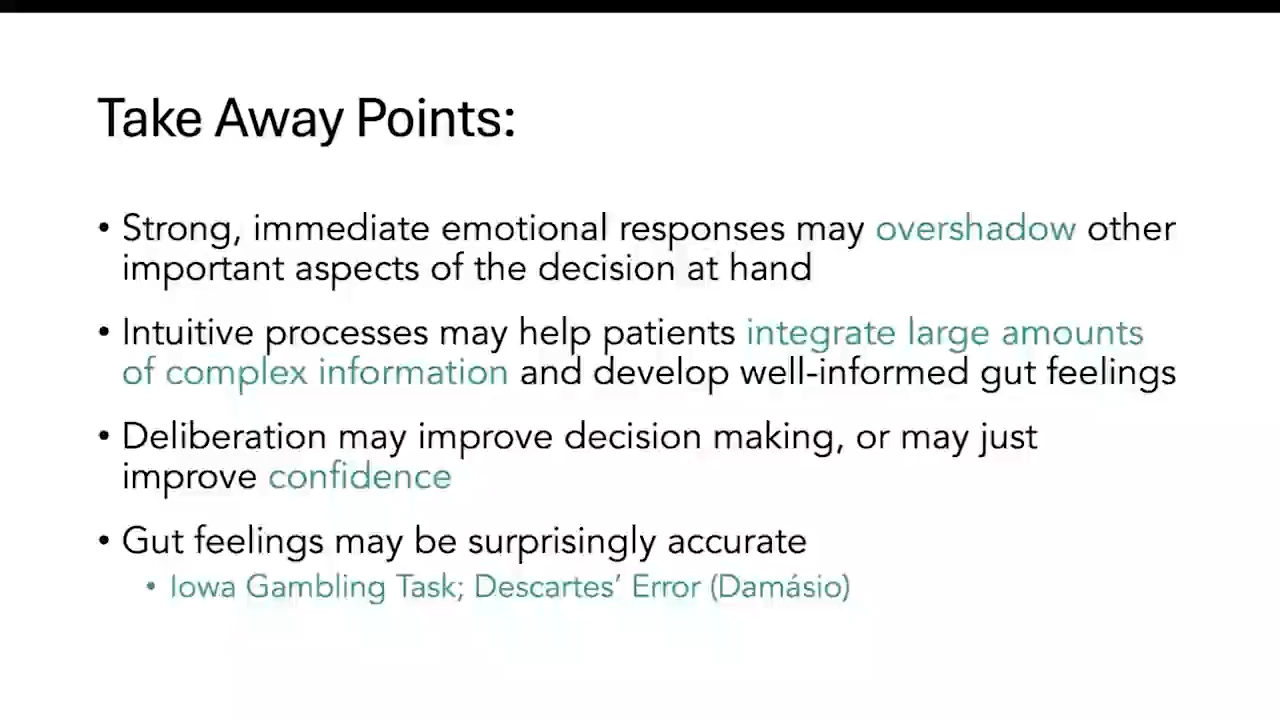 Take Away Points:
• Strong, immediate emotional responses may overshadow other
important aspects of the decision at hand
• Intuitive processes may help patients integrate large amounts
of complex information and develop well-informed gut feelings
• Deliberation may improve decision making, or may just
improve confidence
• Gut feelings may be surprisingly accurate
• Iowa Gambling Task; Descartes’ Error (Damásio)